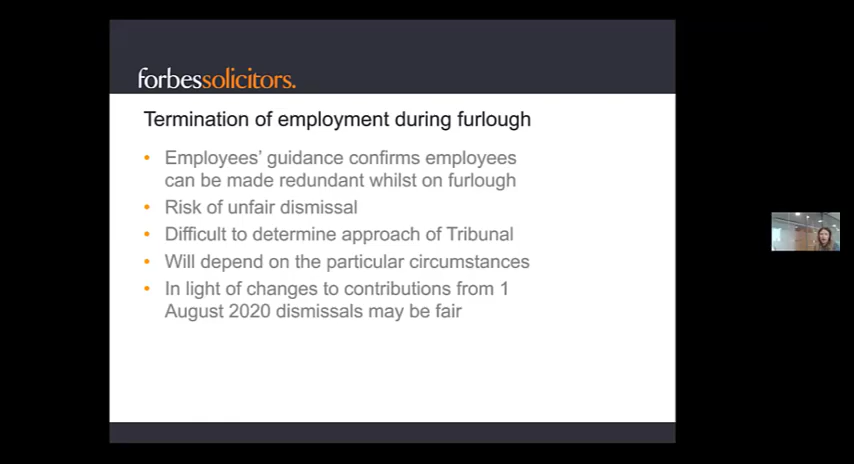 forbessolicitors.
Termination of employment during furlough
• Employees' guidance confirms employees
can be made redundant whilst on furlough
• Risk of unfair dismissal
• Difficult to determine approach of Tribunal
• Will depend on the particular circumstances
• In light of changes to contributions from 1
August 2020 dismissals may be fair